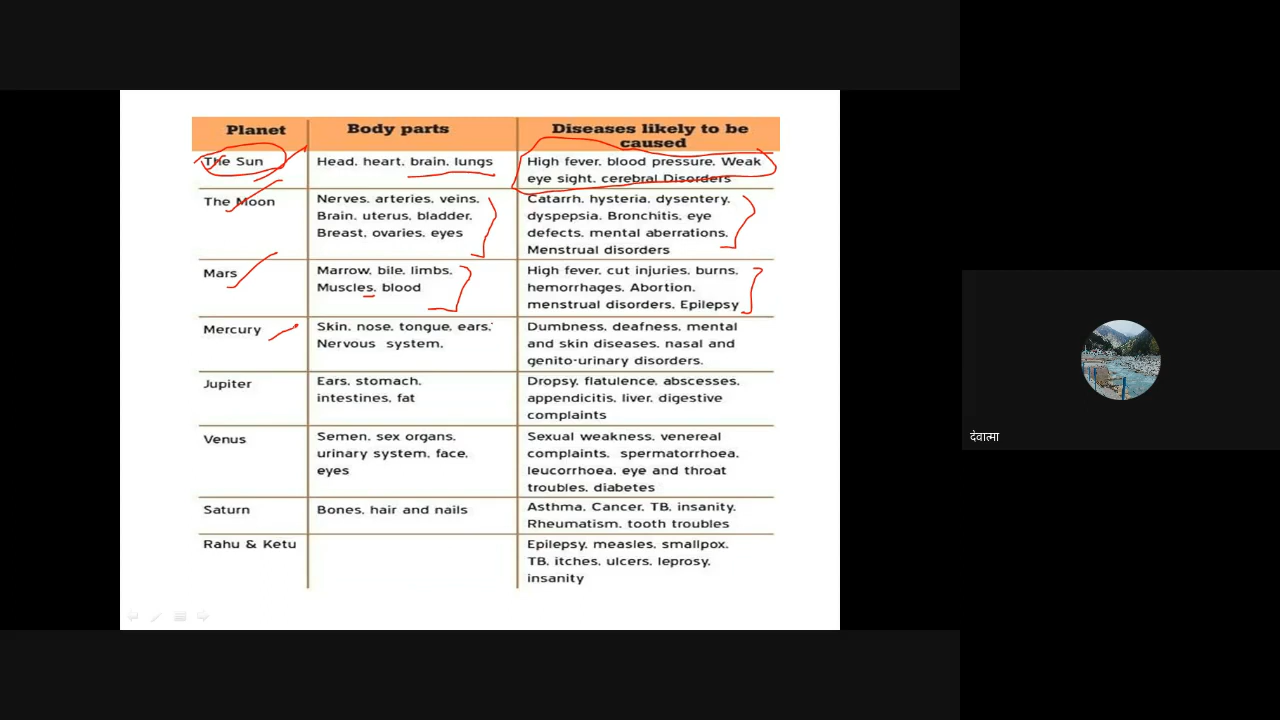 Planet
Body parts
Diseases likely to be
caused
The Sun
Head, heart, brain, lungs
High fever, blood pressure, Weak
eye sight, cerebral Disorders
The Moon
Nerves, arteries, veins,
Brain, uterus, bladder,
Breast, ovaries, eyes
Catarrh, hysteria, dysentery,
dyspepsia, Bronchitis, eye
defects, mental aberrations,
Menstrual disorders
Mars
Marrow, bile, limbs,
Muscles, blood
High fever, cut injuries, burns,
hemorrhages, Abortion,
menstrual disorders, Epilepsy
Mercury
Skin, nose, tongue, ears,
Nervous system,
Dumbness, deafness, mental
and skin diseases, nasal and
genito-urinary disorders.
Jupiter
Ears, stomach,
intestines, fat
Dropsy, flatulence, abscesses,
appendicitis, liver, digestive
complaints
Venus
Semen, sex organs,
urinary system, face,
eyes
Sexual weakness, venereal
complaints, spermatorrhoea,
leucorrhoea, eye and throat
troubles, diabetes
Saturn
Bones, hair and nails
Asthma, Cancer, TB, insanity,
Rheumatism, tooth troubles
Rahu & Ketu
Epilepsy, measles, smallpox,
TB, itches, ulcers, leprosy,
insanity
देवात्मा